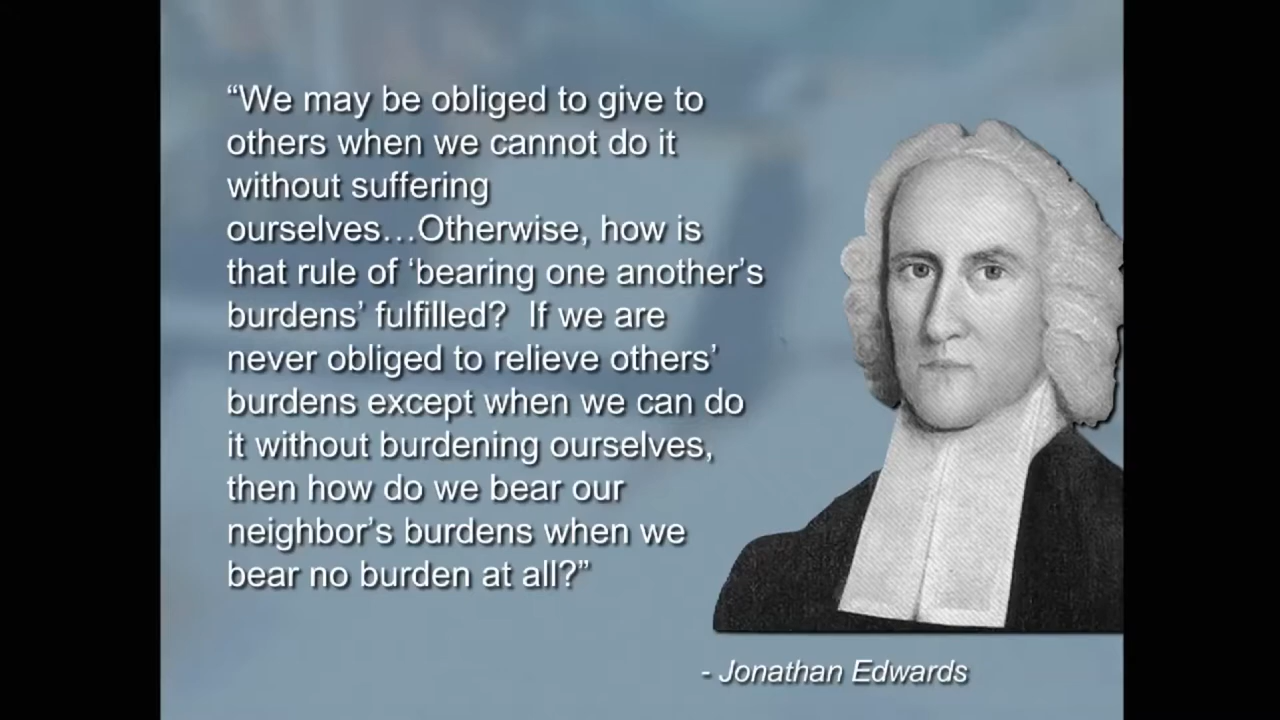 “We may be obliged to give to
others when we cannot do it
without suffering
ourselves…Otherwise, how is
that rule of ‘bearing one another’s
burdens’ fulfilled?  If we are
never obliged to relieve others’
burdens except when we can do
it without burdening ourselves,
then how do we bear our
neighbor’s burdens when we
bear no burden at all?”
- Jonathan Edwards